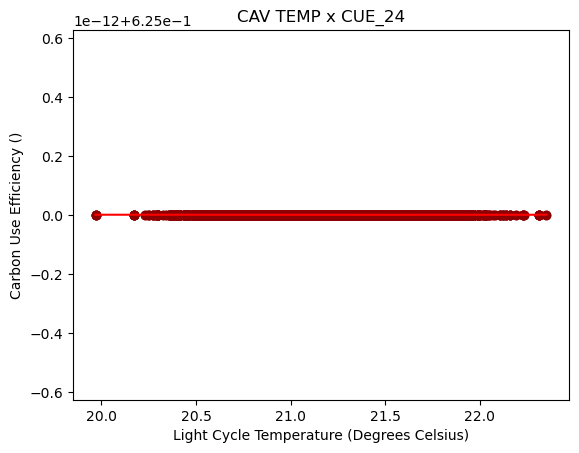 CAV TEMP x CUE_24
1e−12+6.25e−1
0.6
0.4
0.2
0.0
−0.2
−0.4
−0.6
Carbon Use Efficiency ()
20.0 20.5 21.0 21.5 22.0
Light Cycle Temperature (Degrees Celsius)